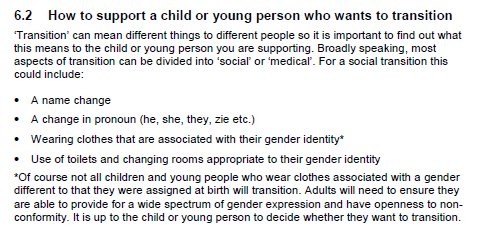 6.2 How to support a child or young person who wants to transition
'Transition' can mean different things to different people so it is important to find out what
this means to the child or young person you are supporting. Broadly speaking, most
aspects of transition can be divided into 'social' or 'medical'. For a social transition this
could include:
• A name change
• A change in pronoun (he, she, they, zie etc.)
• Wearing clothes that are associated with their gender identity*
• Use of toilets and changing rooms appropriate to their gender identity
*Of course not all children and young people who wear clothes associated with a gender
different to that they were assigned at birth will transition. Adults will need to ensure they
are able to provide for a wide spectrum of gender expression and have openness to non-
conformity. It is up to the child or young person to decide whether they want to transition.